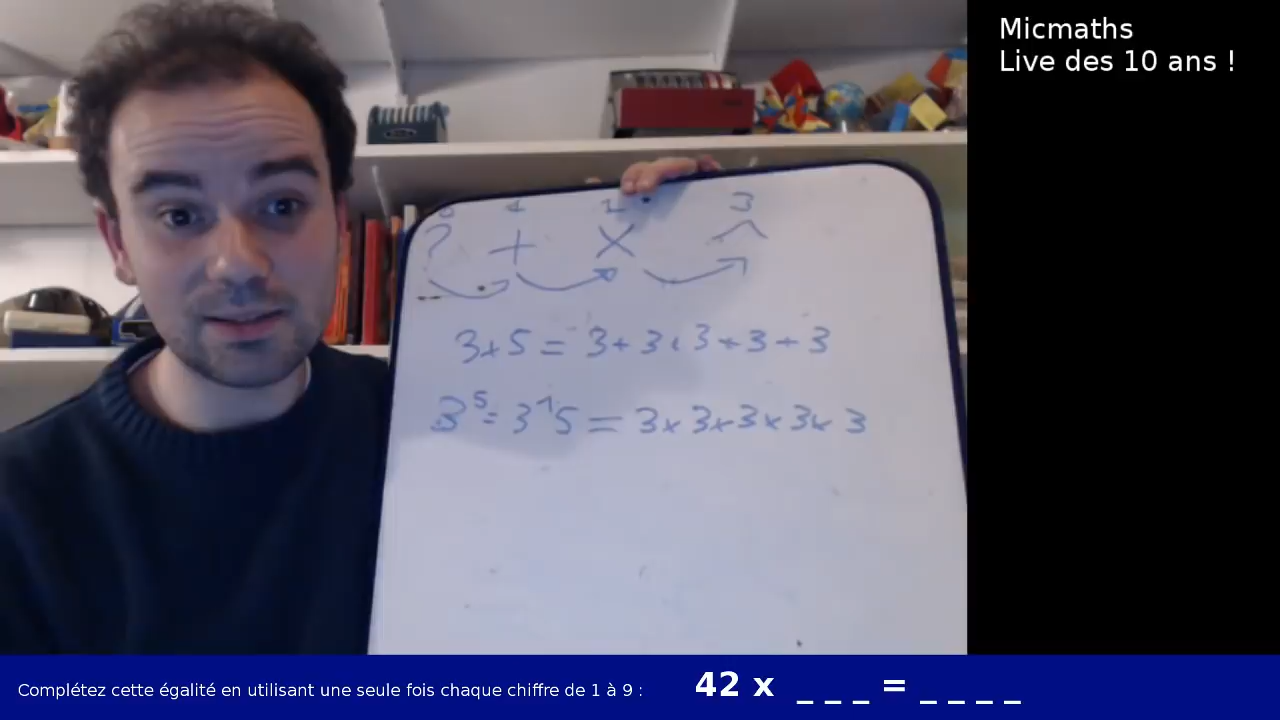 Micmaths
Live des 10 ans !
1 2 3
? + × ^
3×5 = 3+3+3+3+3
3⁵ = 3^5 = 3×3×3×3×3
Complétez cette égalité en utilisant une seule fois chaque chiffre de 1 à 9 : 42 x _ _ _ = _ _ _ _